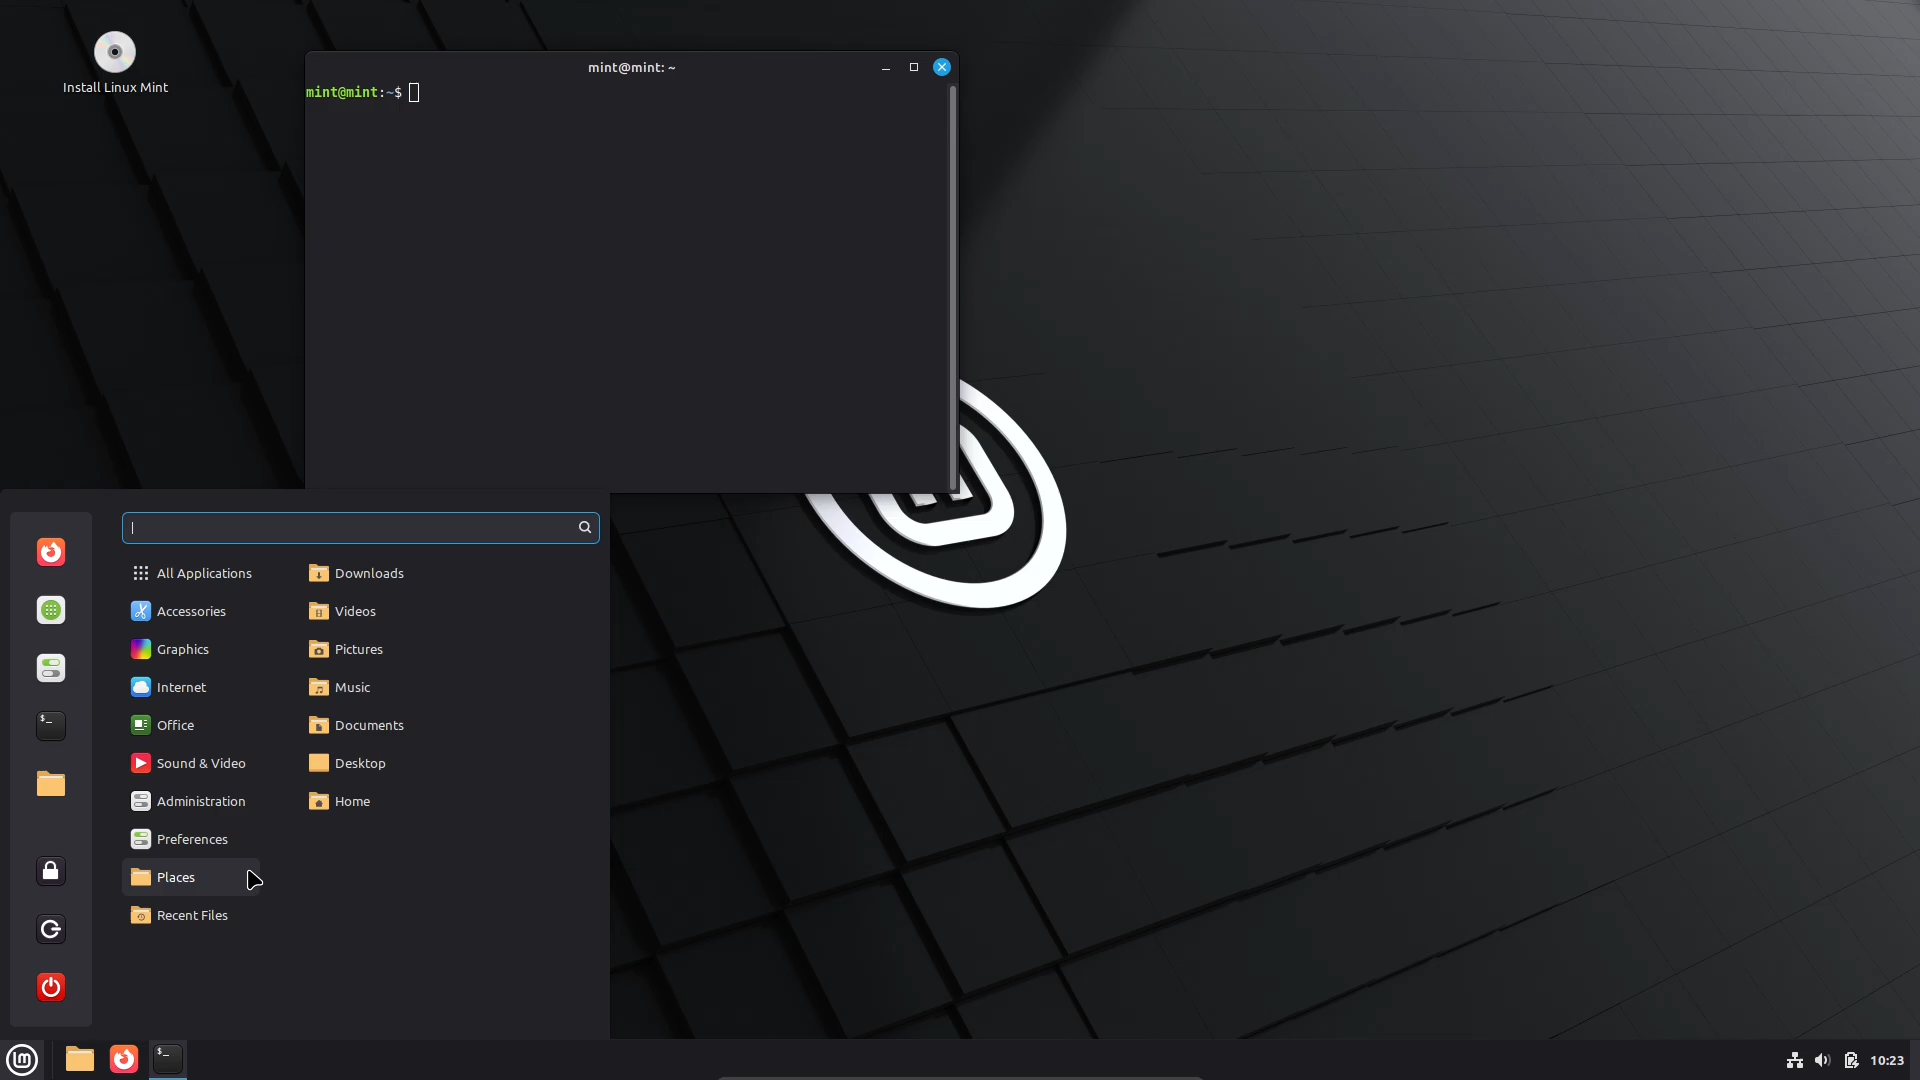 Install Linux Mint
mint@mint: ~
mint@mint:~$
All Applications
Accessories
Graphics
Internet
Office
Sound & Video
Administration
Preferences
Places
Recent Files
Downloads
Videos
Pictures
Music
Documents
Desktop
Home
10:23